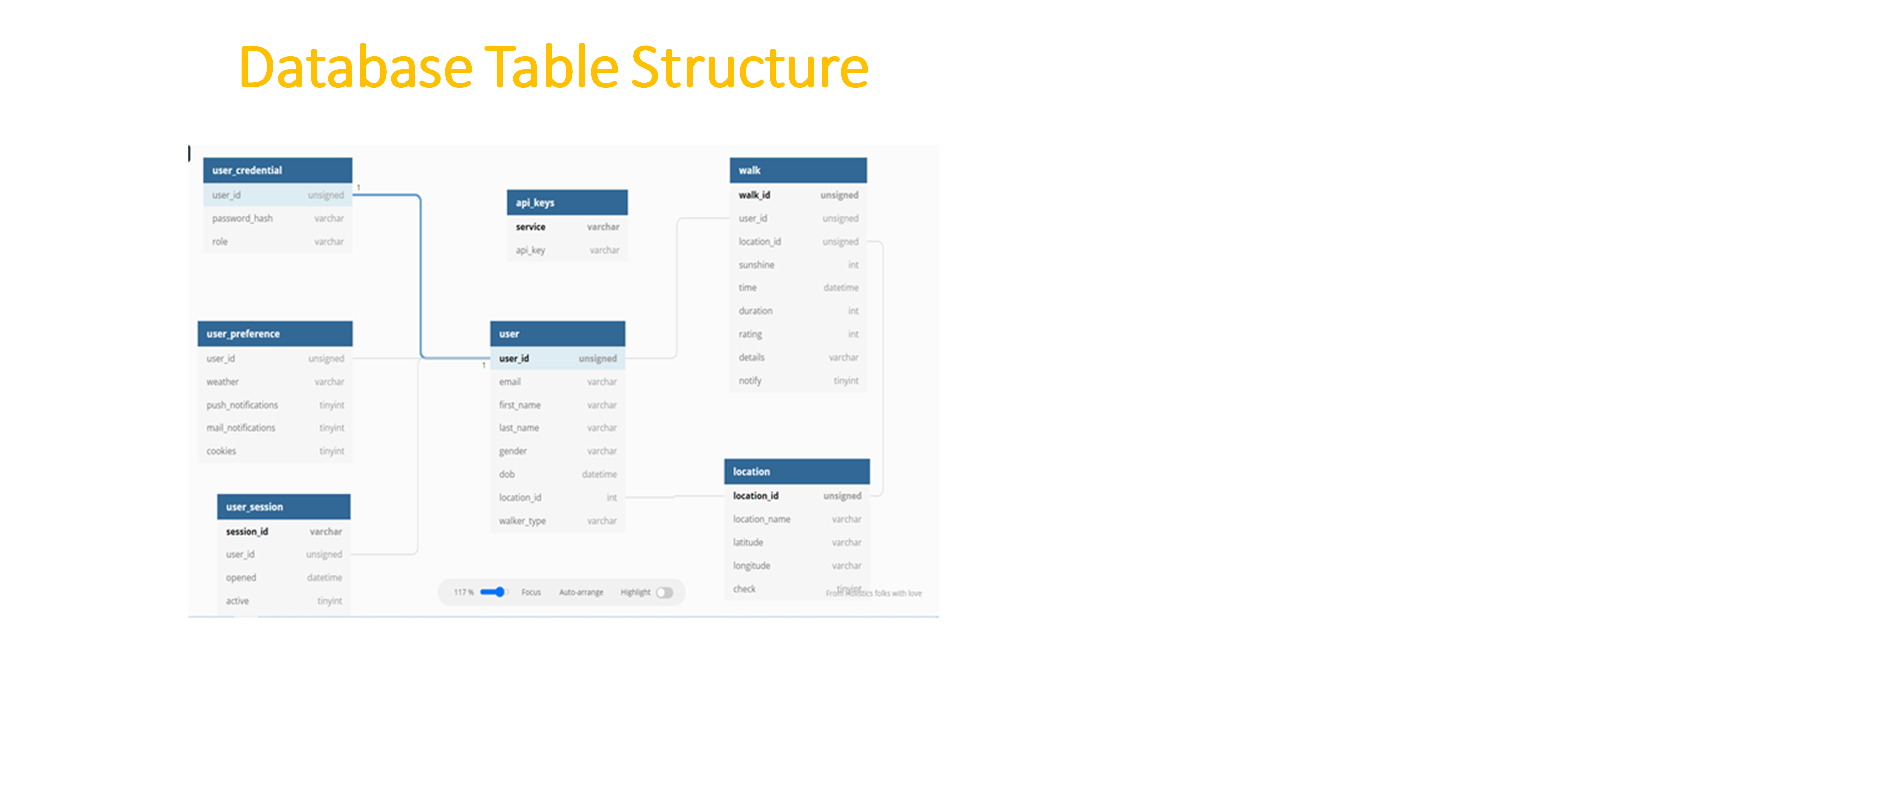 Database Table Structure
user_credential
user_id unsigned
password_hash varchar
role varchar
1
api_keys
service varchar
api_key varchar
walk
walk_id unsigned
user_id unsigned
location_id unsigned
sunshine int
time datetime
duration int
rating int
details varchar
notify tinyint
user_preference
user_id unsigned
weather varchar
push_notifications tinyint
mail_notifications tinyint
cookies tinyint
user
user_id unsigned
1
email varchar
first_name varchar
last_name varchar
gender varchar
dob datetime
location_id int
walker_type varchar
location
location_id unsigned
location_name varchar
latitude varchar
longitude varchar
check tinyint
user_session
session_id varchar
user_id unsigned
opened datetime
active tinyint
117 % Focus Auto-arrange Highlight
From Holistics folks with love